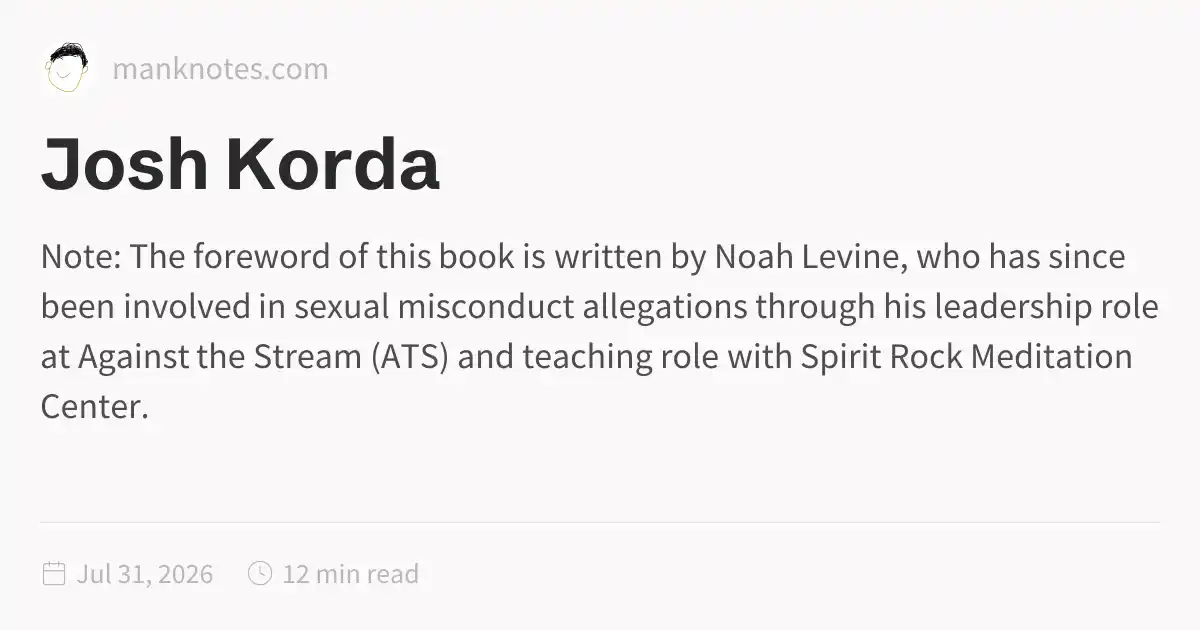 manknotes.com
Josh Korda
Note: The foreword of this book is written by Noah Levine, who has since
been involved in sexual misconduct allegations through his leadership role
at Against the Stream (ATS) and teaching role with Spirit Rock Meditation
Center.
Jul 31, 2026 12 min read